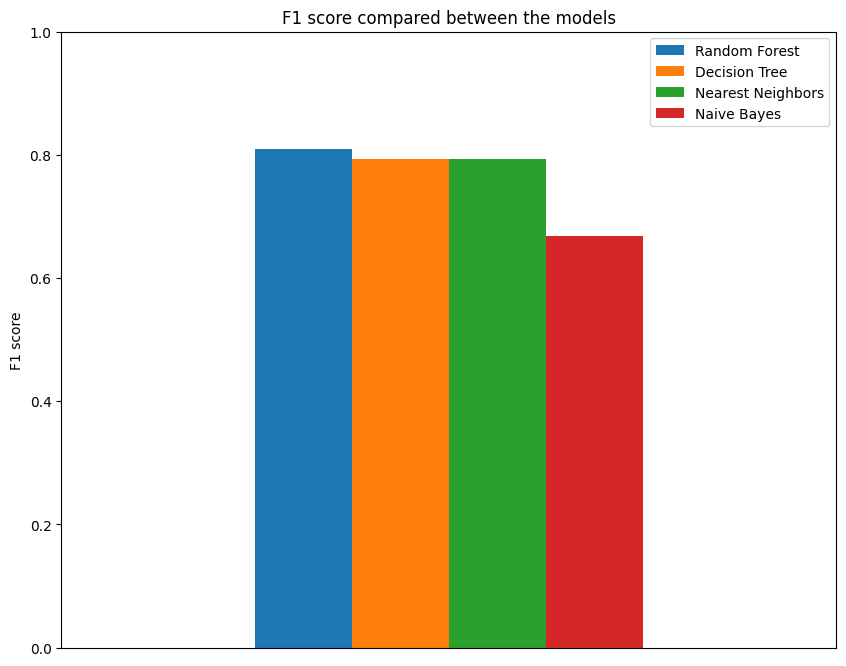 F1 score compared between the models
1.0
0.8
0.6
0.4
0.2
0.0
F1 score
Random Forest
Decision Tree
Nearest Neighbors
Naive Bayes